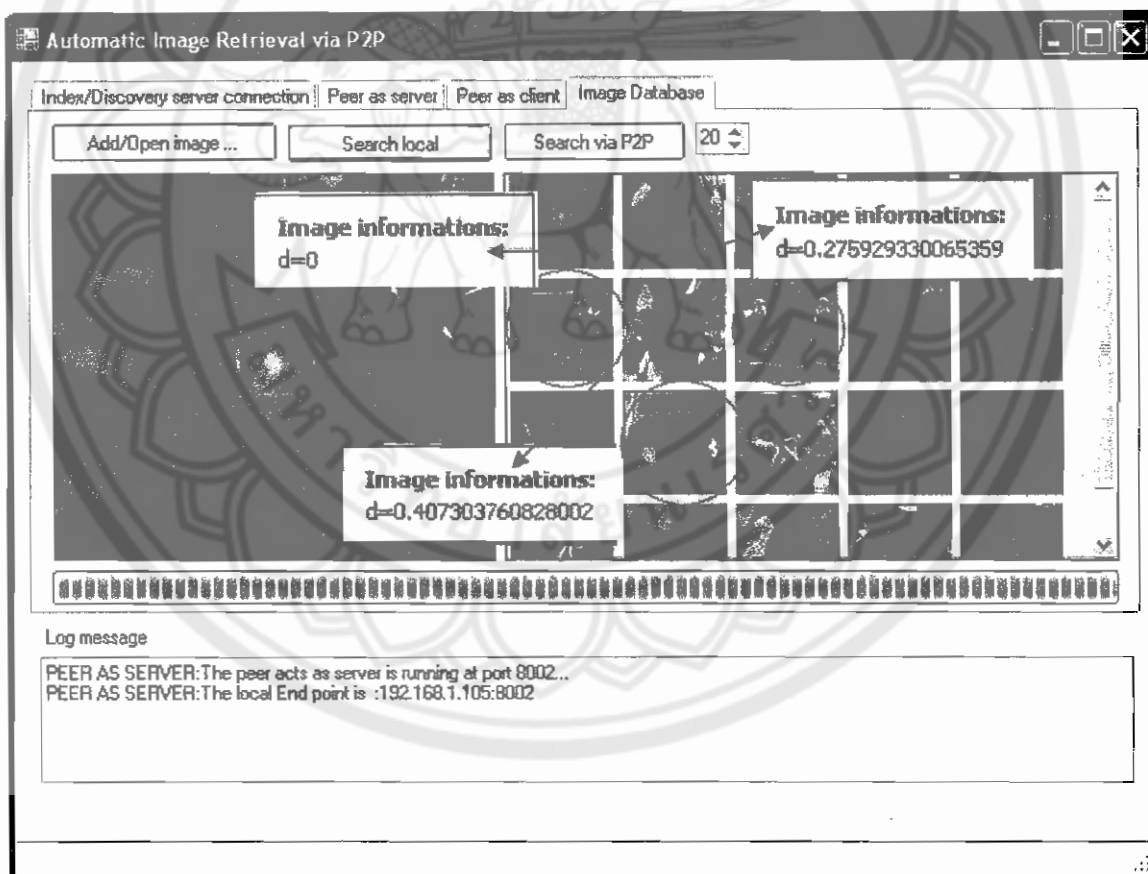 Automatic Image Retrieval via P2P
Index/Discovery server connection Peer as server Peer as client Image Database
Add/Open image ... Search local Search via P2P 20
Image informations:
d=0
Image informations:
d=0.275929330065359
Image informations:
d=0.407303760828002
Log message
PEER AS SERVER:The peer acts as server is running at port 8002...
PEER AS SERVER:The local End point is :192.168.1.105:8002